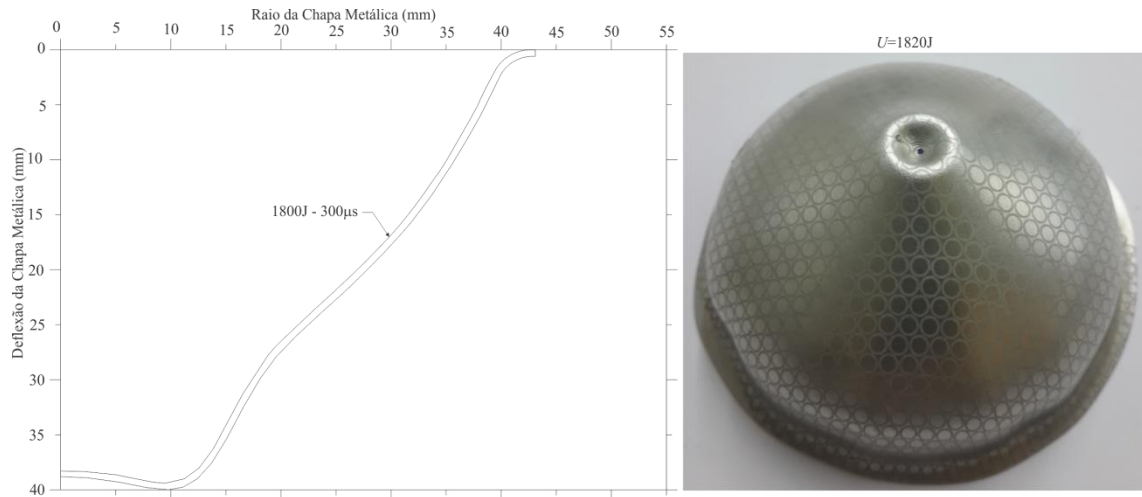 Raio da Chapa Metálica (mm)
0 5 10 15 20 25 30 35 40 45 50 55
Deflexão da Chapa Metálica (mm)
0
5
10
15
20
25
30
35
40
1800J - 300µs
U=1820J